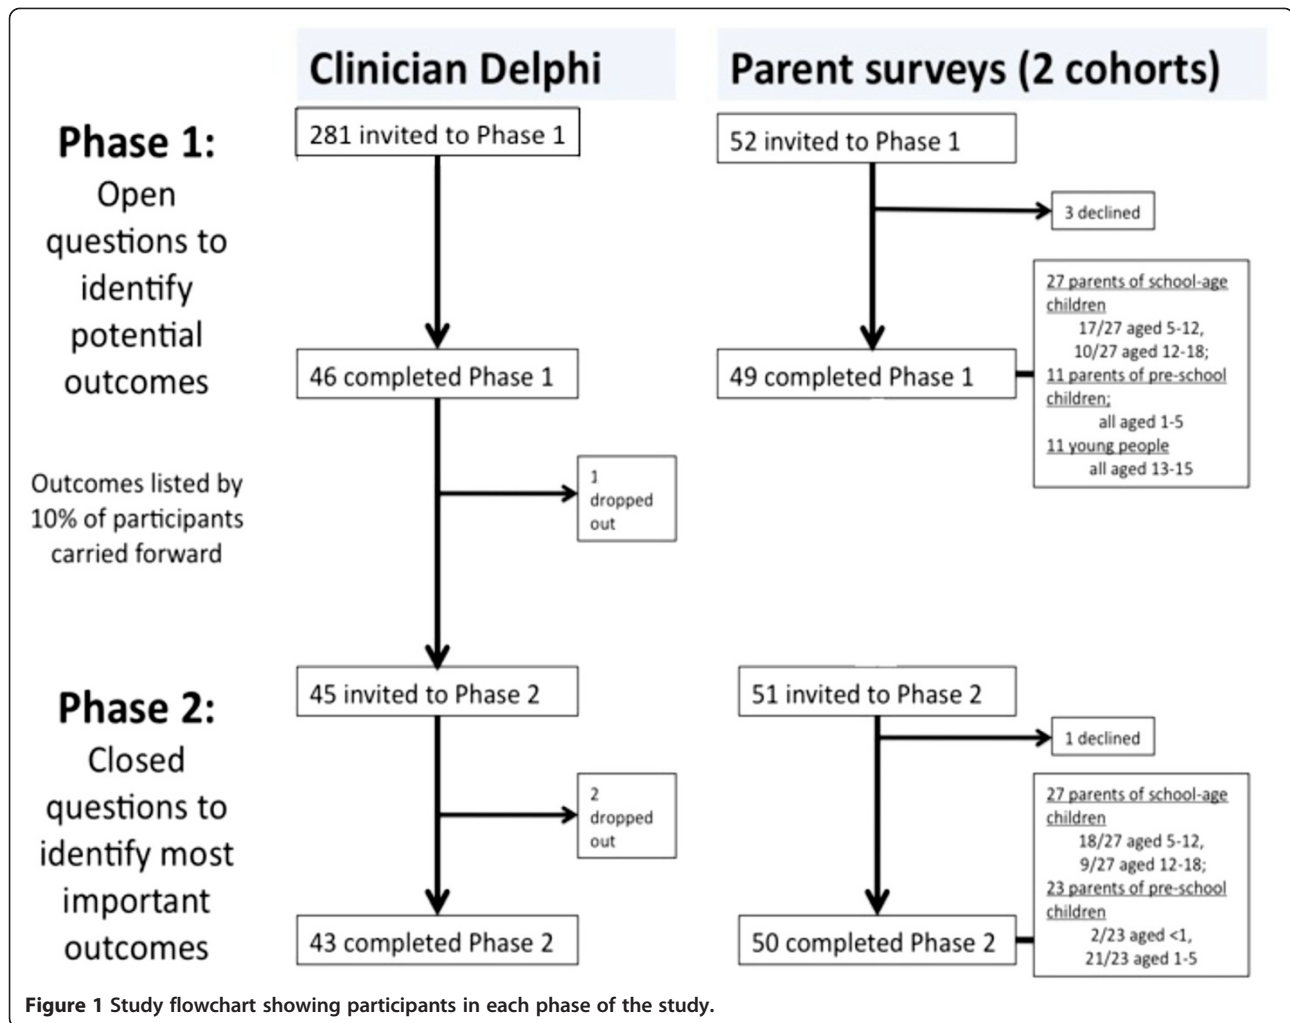 Clinician Delphi
Parent surveys (2 cohorts)
Phase 1:
Open
questions to
identify
potential
outcomes
281 invited to Phase 1
52 invited to Phase 1
3 declined
46 completed Phase 1
49 completed Phase 1
27 parents of school-age
children
17/27 aged 5-12,
10/27 aged 12-18;
11 parents of pre-school
children;
all aged 1-5
11 young people
all aged 13-15
Outcomes listed by
10% of participants
carried forward
1
dropped
out
Phase 2:
Closed
questions to
identify most
important
outcomes
45 invited to Phase 2
51 invited to Phase 2
1 declined
2
dropped
out
43 completed Phase 2
50 completed Phase 2
27 parents of school-age
children
18/27 aged 5-12,
9/27 aged 12-18;
23 parents of pre-school
children
2/23 aged <1,
21/23 aged 1-5
Figure 1 Study flowchart showing participants in each phase of the study.